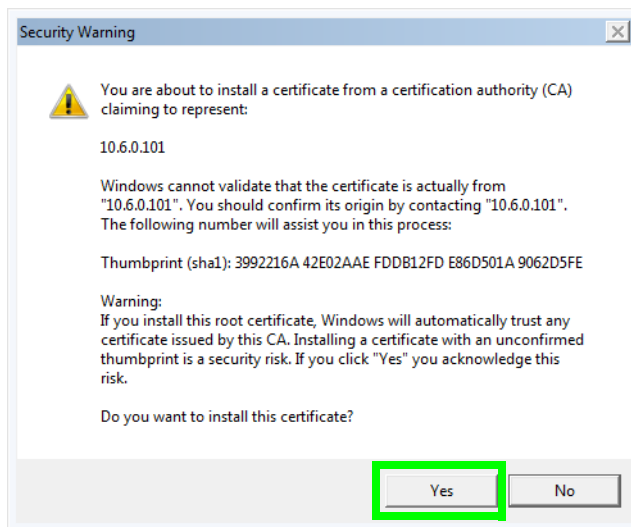 Security Warning
You are about to install a certificate from a certification authority (CA)
claiming to represent:
10.6.0.101
Windows cannot validate that the certificate is actually from
"10.6.0.101". You should confirm its origin by contacting "10.6.0.101".
The following number will assist you in this process:
Thumbprint (sha1): 3992216A 42E02AAE FDDB12FD E86D501A 9062D5FE
Warning:
If you install this root certificate, Windows will automatically trust any
certificate issued by this CA. Installing a certificate with an unconfirmed
thumbprint is a security risk. If you click "Yes" you acknowledge this
risk.
Do you want to install this certificate?
Yes No